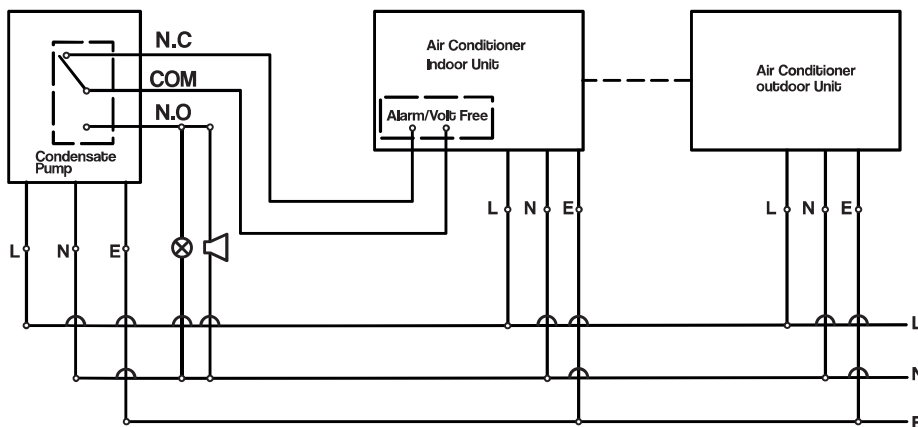 N.C
COM
N.O
Condensate
Pump
Air Conditioner
Indoor Unit
Alarm/Volt Free
Air Conditioner
outdoor Unit
L N E
L N E
L N E
L
N